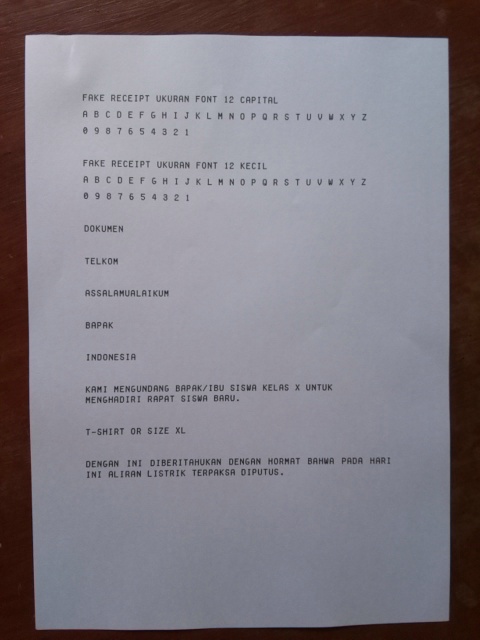 FAKE RECEIPT UKURAN FONT 12 CAPITAL
A B C D E F G H I J K L M N O P Q R S T U V W X Y Z
0 9 8 7 6 5 4 3 2 1
FAKE RECEIPT UKURAN FONT 12 KECIL
A B C D E F G H I J K L M N O P Q R S T U V W X Y Z
0 9 8 7 6 5 4 3 2 1
DOKUMEN
TELKOM
ASSALAMUALAIKUM
BAPAK
INDONESIA
KAMI MENGUNDANG BAPAK/IBU SISWA KELAS X UNTUK
MENGHADIRI RAPAT SISWA BARU.
T-SHIRT OR SIZE XL
DENGAN INI DIBERITAHUKAN DENGAN HORMAT BAHWA PADA HARI
INI ALIRAN LISTRIK TERPAKSA DIPUTUS.